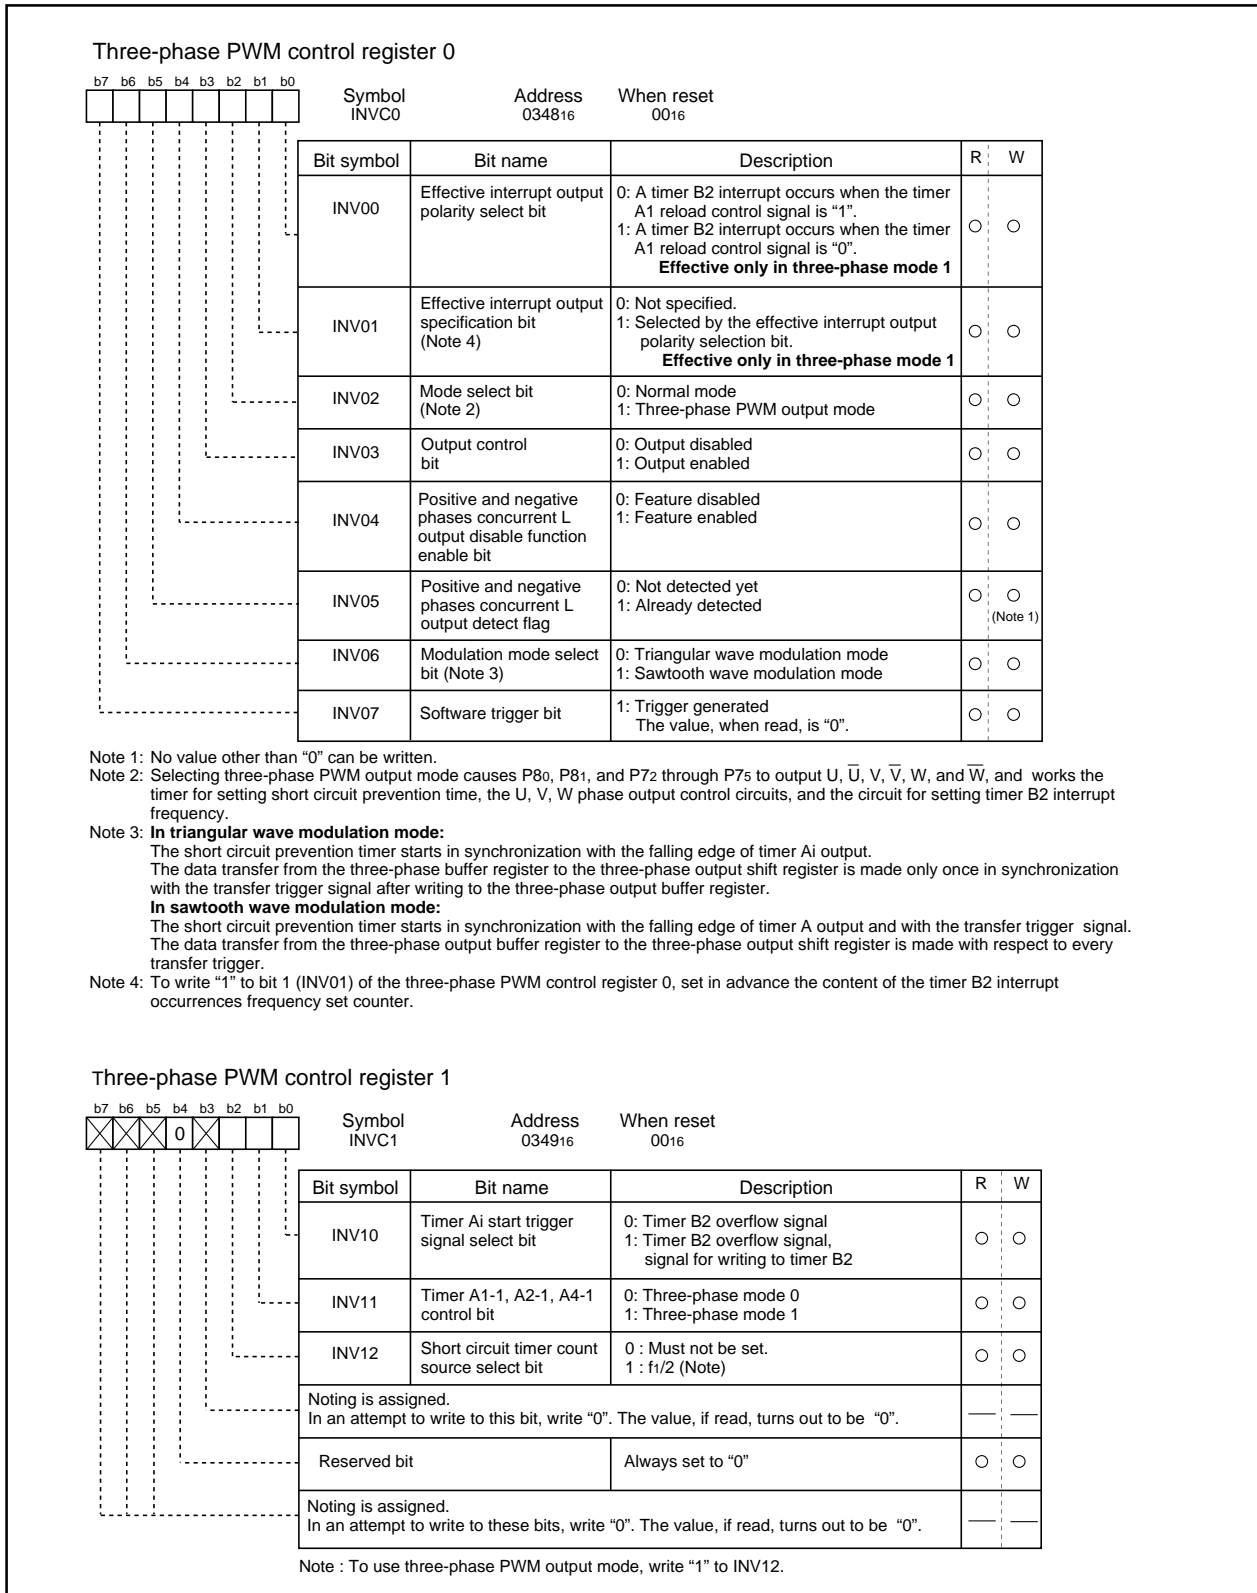 Three-phase PWM control register 0
b7 b6 b5 b4 b3 b2 b1 b0
Symbol Address When reset
INVC0 034816 0016
Bit symbol Bit name Description R W
INV00 Effective interrupt output polarity select bit 0: A timer B2 interrupt occurs when the timer
A1 reload control signal is “1”.
1: A timer B2 interrupt occurs when the timer
A1 reload control signal is “0”.
Effective only in three-phase mode 1
INV01 Effective interrupt output specification bit (Note 4) 0: Not specified.
1: Selected by the effective interrupt output
polarity selection bit.
Effective only in three-phase mode 1
INV02 Mode select bit (Note 2) 0: Normal mode
1: Three-phase PWM output mode
INV03 Output control bit 0: Output disabled
1: Output enabled
INV04 Positive and negative phases concurrent L output disable function enable bit 0: Feature disabled
1: Feature enabled
INV05 Positive and negative phases concurrent L output detect flag 0: Not detected yet
1: Already detected
(Note 1)
INV06 Modulation mode select bit (Note 3) 0: Triangular wave modulation mode
1: Sawtooth wave modulation mode
INV07 Software trigger bit 1: Trigger generated
The value, when read, is “0”.
Note 1: No value other than “0” can be written.
Note 2: Selecting three-phase PWM output mode causes P80, P81, and P72 through P75 to output U, U̅, V, V̅, W, and W̅, and works the
timer for setting short circuit prevention time, the U, V, W phase output control circuits, and the circuit for setting timer B2 interrupt
frequency.
Note 3: In triangular wave modulation mode:
The short circuit prevention timer starts in synchronization with the falling edge of timer Ai output.
The data transfer from the three-phase buffer register to the three-phase output shift register is made only once in synchronization
with the transfer trigger signal after writing to the three-phase output buffer register.
In sawtooth wave modulation mode:
The short circuit prevention timer starts in synchronization with the falling edge of timer A output and with the transfer trigger signal.
The data transfer from the three-phase output buffer register to the three-phase output shift register is made with respect to every
transfer trigger.
Note 4: To write “1” to bit 1 (INV01) of the three-phase PWM control register 0, set in advance the content of the timer B2 interrupt
occurrences frequency set counter.
Three-phase PWM control register 1
b7 b6 b5 b4 b3 b2 b1 b0
0
Symbol Address When reset
INVC1 034916 0016
Bit symbol Bit name Description R W
INV10 Timer Ai start trigger signal select bit 0: Timer B2 overflow signal
1: Timer B2 overflow signal,
signal for writing to timer B2
INV11 Timer A1-1, A2-1, A4-1 control bit 0: Three-phase mode 0
1: Three-phase mode 1
INV12 Short circuit timer count source select bit 0 : Must not be set.
1 : f1/2 (Note)
Noting is assigned.
In an attempt to write to this bit, write “0”. The value, if read, turns out to be “0”.
Reserved bit Always set to “0”
Noting is assigned.
In an attempt to write to these bits, write “0”. The value, if read, turns out to be “0”.
Note : To use three-phase PWM output mode, write “1” to INV12.